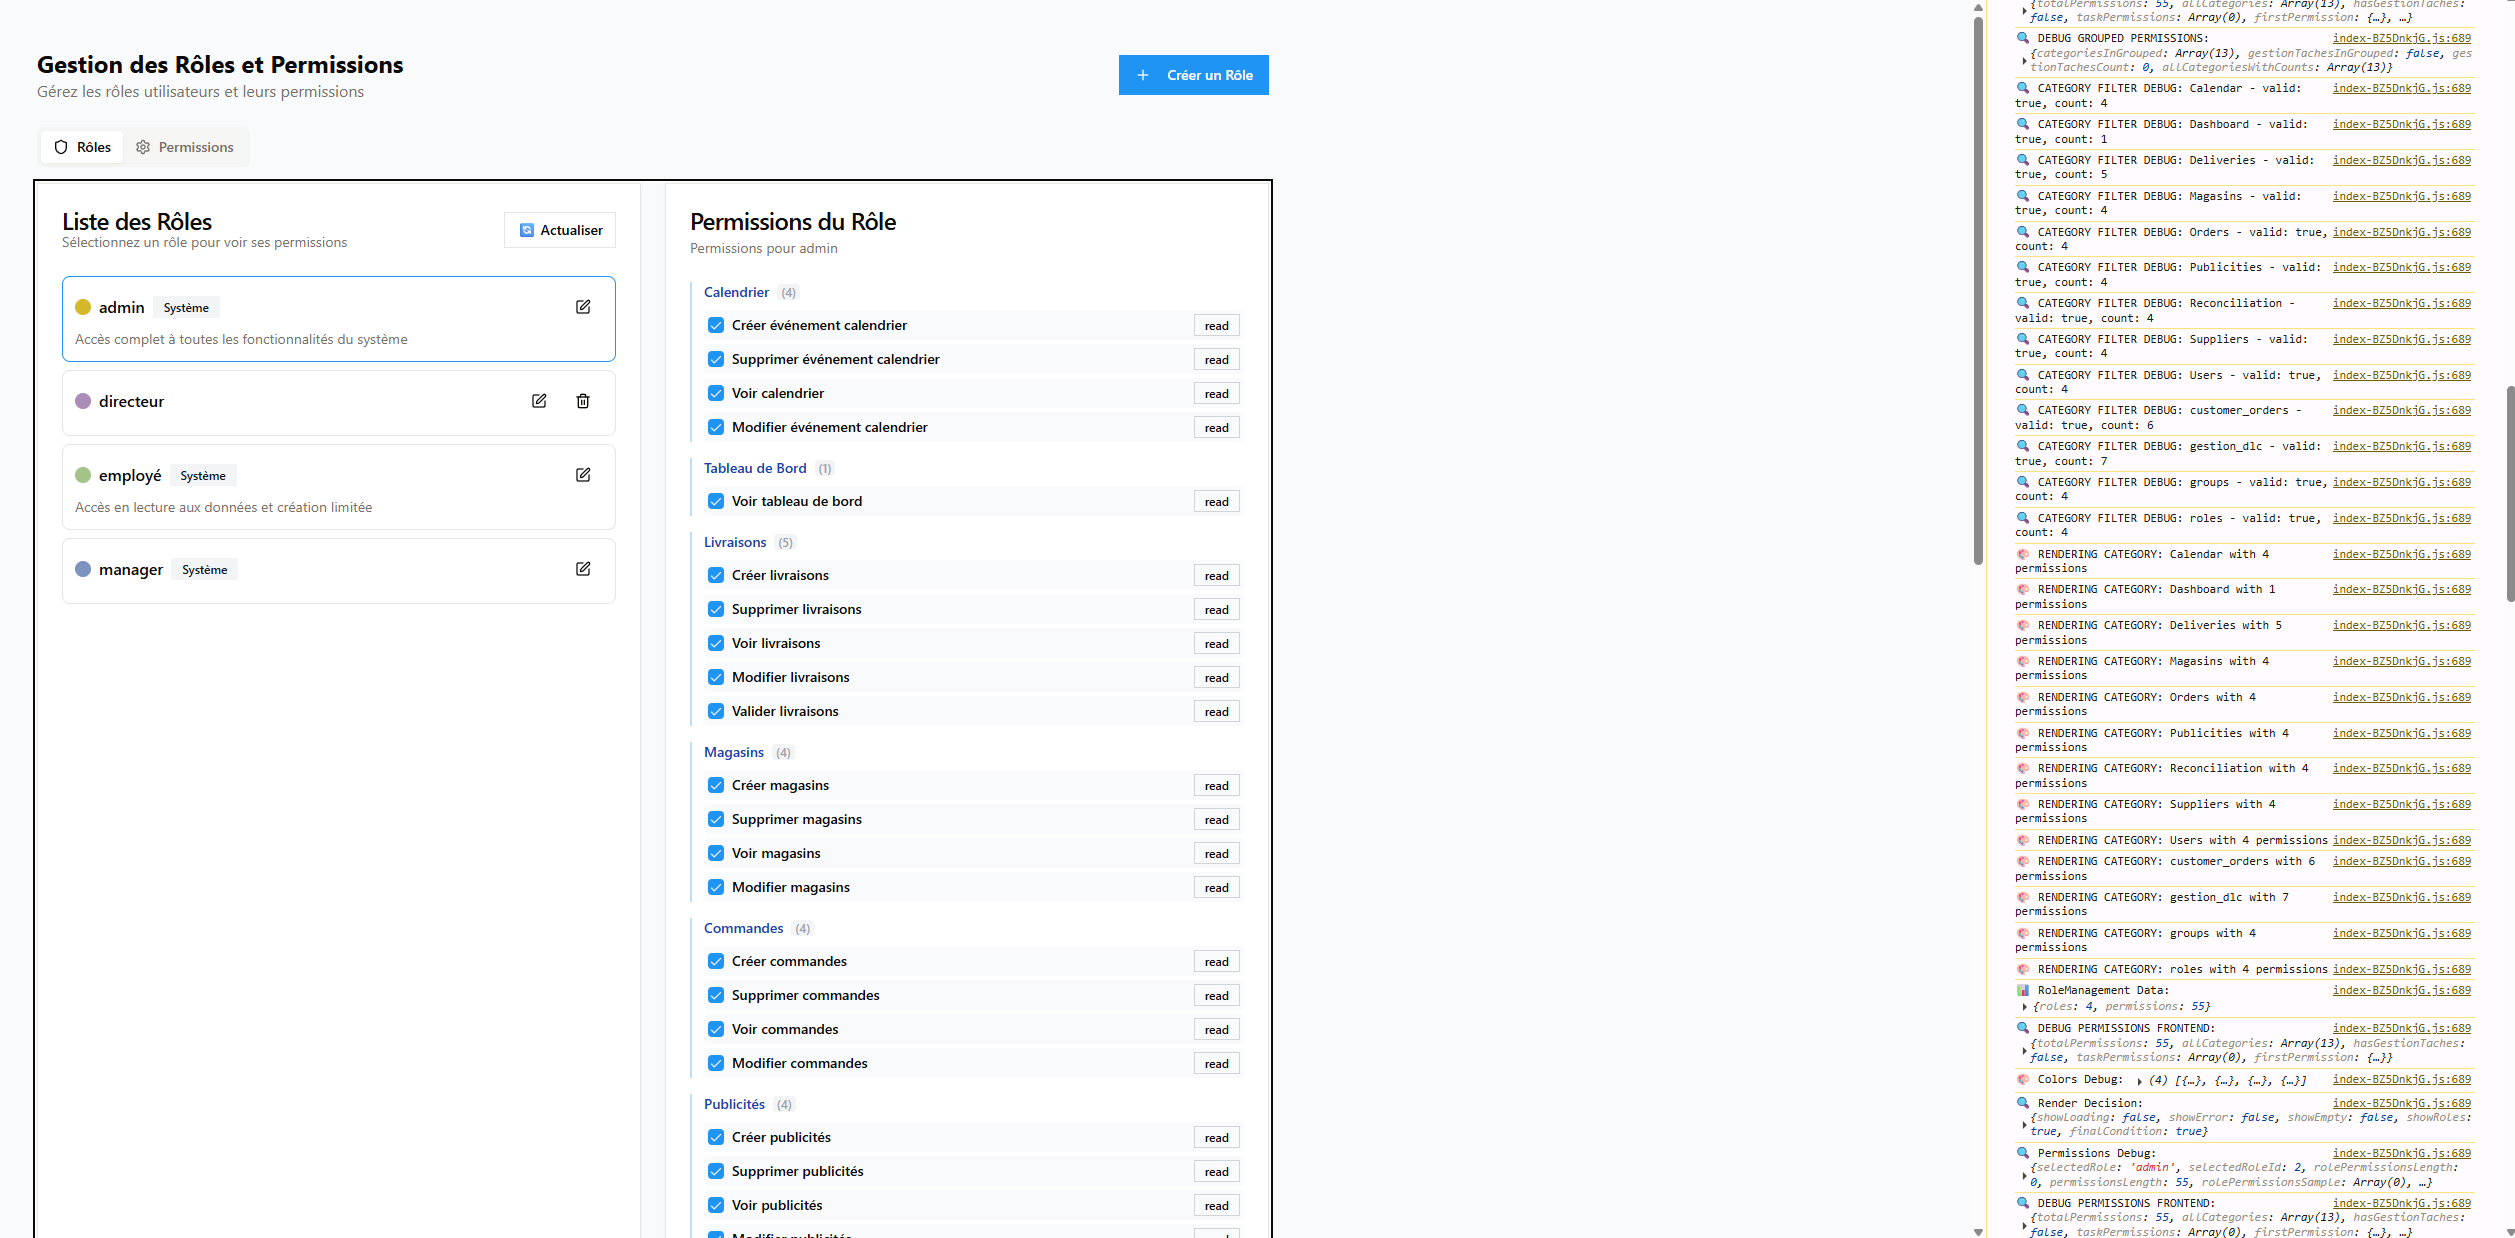 Gestion des Rôles et Permissions
Gérez les rôles utilisateurs et leurs permissions
Créer un Rôle
Rôles
Permissions
Liste des Rôles
Sélectionnez un rôle pour voir ses permissions
Actualiser
admin Système
Accès complet à toutes les fonctionnalités du système
directeur
employé Système
Accès en lecture aux données et création limitée
manager Système
Permissions du Rôle
Permissions pour admin
Calendrier (4)
Créer événement calendrier read
Supprimer événement calendrier read
Voir calendrier read
Modifier événement calendrier read
Tableau de Bord (1)
Voir tableau de bord read
Livraisons (5)
Créer livraisons read
Supprimer livraisons read
Voir livraisons read
Modifier livraisons read
Valider livraisons read
Magasins (4)
Créer magasins read
Supprimer magasins read
Voir magasins read
Modifier magasins read
Commandes (4)
Créer commandes read
Supprimer commandes read
Voir commandes read
Modifier commandes read
Publicités (4)
Créer publicités read
Supprimer publicités read
Voir publicités read
Modifier publicités read
{totalPermissions: 55, allCategories: Array(13), hasGestionTaches:
false, taskPermissions: Array(0), firstPermission: {…}, …}
DEBUG GROUPED PERMISSIONS: index-BZ5DnkjG.js:689
{categoriesInGrouped: Array(13), gestionTachesInGrouped: false, ges
tionTachesCount: 0, allCategoriesWithCounts: Array(13)}
CATEGORY FILTER DEBUG: Calendar - valid: index-BZ5DnkjG.js:689
true, count: 4
CATEGORY FILTER DEBUG: Dashboard - valid: index-BZ5DnkjG.js:689
true, count: 1
CATEGORY FILTER DEBUG: Deliveries - valid: index-BZ5DnkjG.js:689
true, count: 5
CATEGORY FILTER DEBUG: Magasins - valid: index-BZ5DnkjG.js:689
true, count: 4
CATEGORY FILTER DEBUG: Orders - valid: true, index-BZ5DnkjG.js:689
count: 4
CATEGORY FILTER DEBUG: Publicities - valid: index-BZ5DnkjG.js:689
true, count: 4
CATEGORY FILTER DEBUG: Reconciliation - index-BZ5DnkjG.js:689
valid: true, count: 4
CATEGORY FILTER DEBUG: Suppliers - valid: index-BZ5DnkjG.js:689
true, count: 4
CATEGORY FILTER DEBUG: Users - valid: true, index-BZ5DnkjG.js:689
count: 4
CATEGORY FILTER DEBUG: customer_orders - index-BZ5DnkjG.js:689
valid: true, count: 6
CATEGORY FILTER DEBUG: gestion_dlc - valid: index-BZ5DnkjG.js:689
true, count: 7
CATEGORY FILTER DEBUG: groups - valid: true, index-BZ5DnkjG.js:689
count: 4
CATEGORY FILTER DEBUG: roles - valid: true, index-BZ5DnkjG.js:689
count: 4
RENDERING CATEGORY: Calendar with 4 index-BZ5DnkjG.js:689
permissions
RENDERING CATEGORY: Dashboard with 1 index-BZ5DnkjG.js:689
permissions
RENDERING CATEGORY: Deliveries with 5 index-BZ5DnkjG.js:689
permissions
RENDERING CATEGORY: Magasins with 4 index-BZ5DnkjG.js:689
permissions
RENDERING CATEGORY: Orders with 4 index-BZ5DnkjG.js:689
permissions
RENDERING CATEGORY: Publicities with 4 index-BZ5DnkjG.js:689
permissions
RENDERING CATEGORY: Reconciliation with 4 index-BZ5DnkjG.js:689
permissions
RENDERING CATEGORY: Suppliers with 4 index-BZ5DnkjG.js:689
permissions
RENDERING CATEGORY: Users with 4 permissions index-BZ5DnkjG.js:689
RENDERING CATEGORY: customer_orders with 6 index-BZ5DnkjG.js:689
permissions
RENDERING CATEGORY: gestion_dlc with 7 index-BZ5DnkjG.js:689
permissions
RENDERING CATEGORY: groups with 4 index-BZ5DnkjG.js:689
permissions
RENDERING CATEGORY: roles with 4 permissions index-BZ5DnkjG.js:689
RoleManagement Data: index-BZ5DnkjG.js:689
{roles: 4, permissions: 55}
DEBUG PERMISSIONS FRONTEND: index-BZ5DnkjG.js:689
{totalPermissions: 55, allCategories: Array(13), hasGestionTaches:
false, taskPermissions: Array(0), firstPermission: {…}}
Colors Debug: (4) [{…}, {…}, {…}, {…}] index-BZ5DnkjG.js:689
Render Decision: index-BZ5DnkjG.js:689
{showLoading: false, showError: false, showEmpty: false, showRoles:
true, finalCondition: true}
Permissions Debug: index-BZ5DnkjG.js:689
{selectedRole: 'admin', selectedRoleId: 2, rolePermissionsLength:
0, permissionsLength: 55, rolePermissionsSample: Array(0), …}
DEBUG PERMISSIONS FRONTEND: index-BZ5DnkjG.js:689
{totalPermissions: 55, allCategories: Array(13), hasGestionTaches:
false, taskPermissions: Array(0), firstPermission: {…}, …}